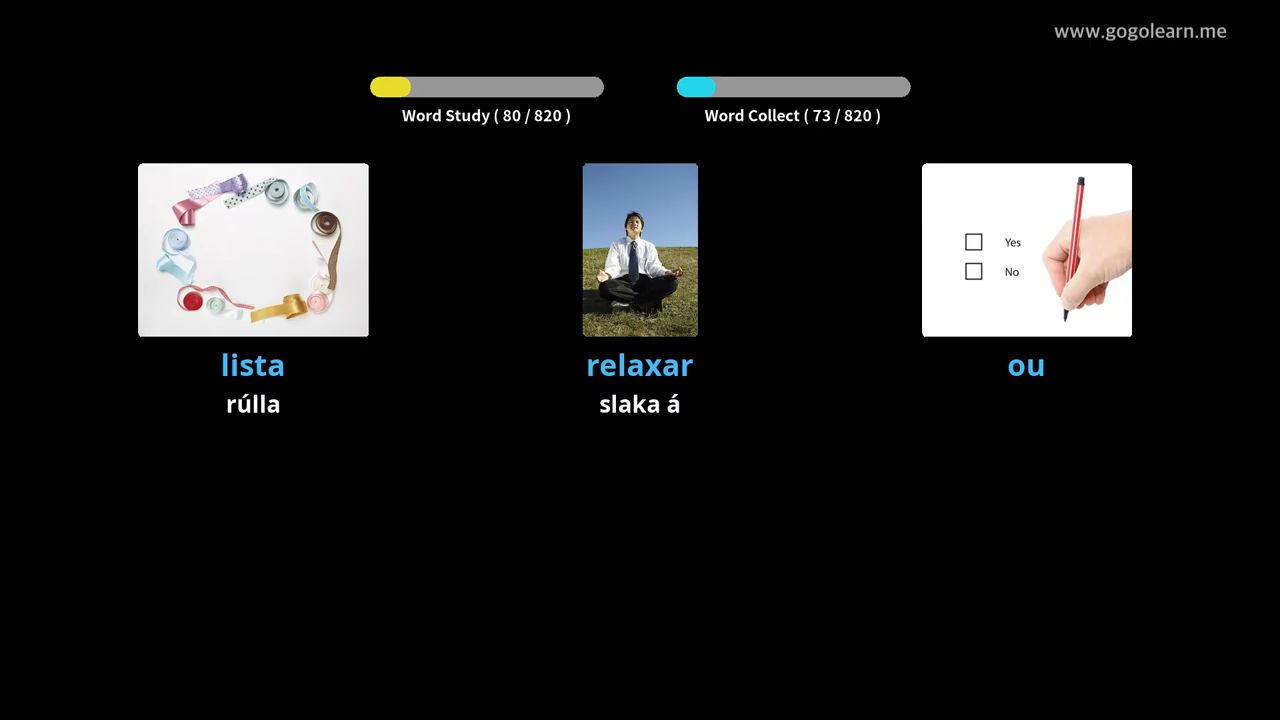 www.gogolearn.me
Word Study ( 80 / 820 )
Word Collect ( 73 / 820 )
Yes
No
lista
relaxar
ou
rúlla
slaka á